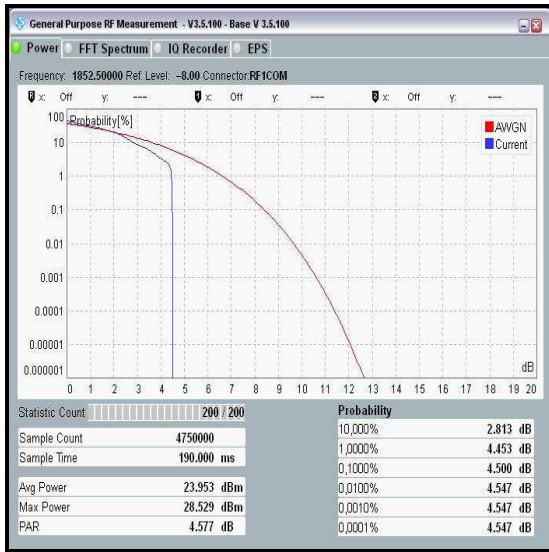 General Purpose RF Measurement - V3.5.100 - Base V 3.5.100
Power FFT Spectrum IQ Recorder EPS
Frequency: 1852.50000 Ref. Level: -8.00 Connector:RF1COM
x: Off y: --- x: Off y: --- x: Off y: ---
Probability[%]
AWGN
Current
100
10
1
0.1
0.01
0.001
0.0001
0.00001
0.000001
dB
0 1 2 3 4 5 6 7 8 9 10 11 12 13 14 15 16 17 18 19 20
Statistic Count 200 / 200
Sample Count 4750000
Sample Time 190.000 ms
Avg Power 23.953 dBm
Max Power 28.529 dBm
PAR 4.577 dB
Probability
10,000% 2.813 dB
1,0000% 4.453 dB
0,1000% 4.500 dB
0,0100% 4.547 dB
0,0010% 4.547 dB
0,0001% 4.547 dB